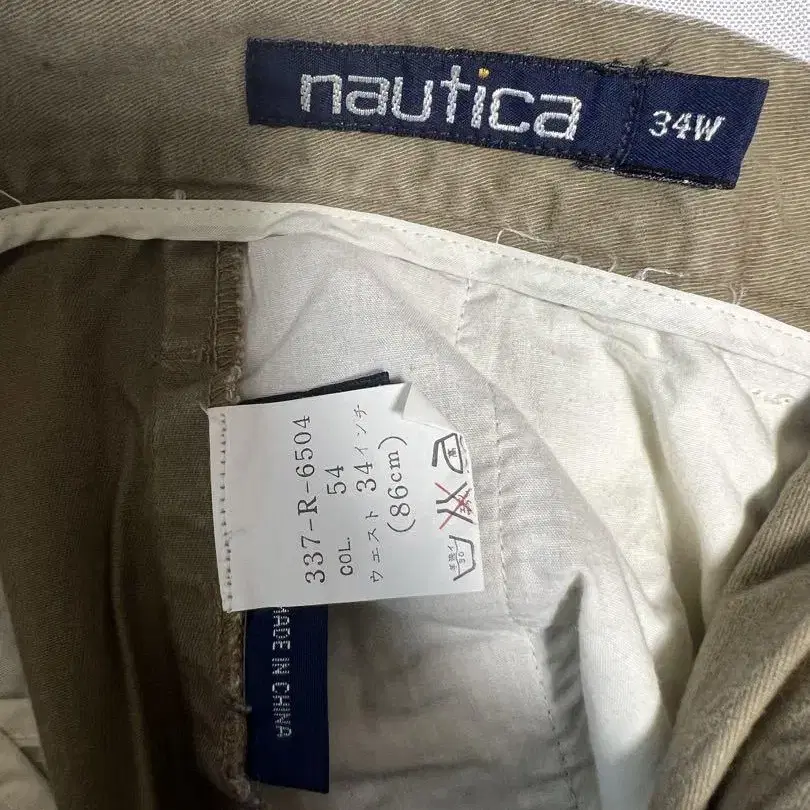 nautica
34W
337-R-6504
COL. 54
ウエスト 34インチ
(86cm)
MADE IN CHINA